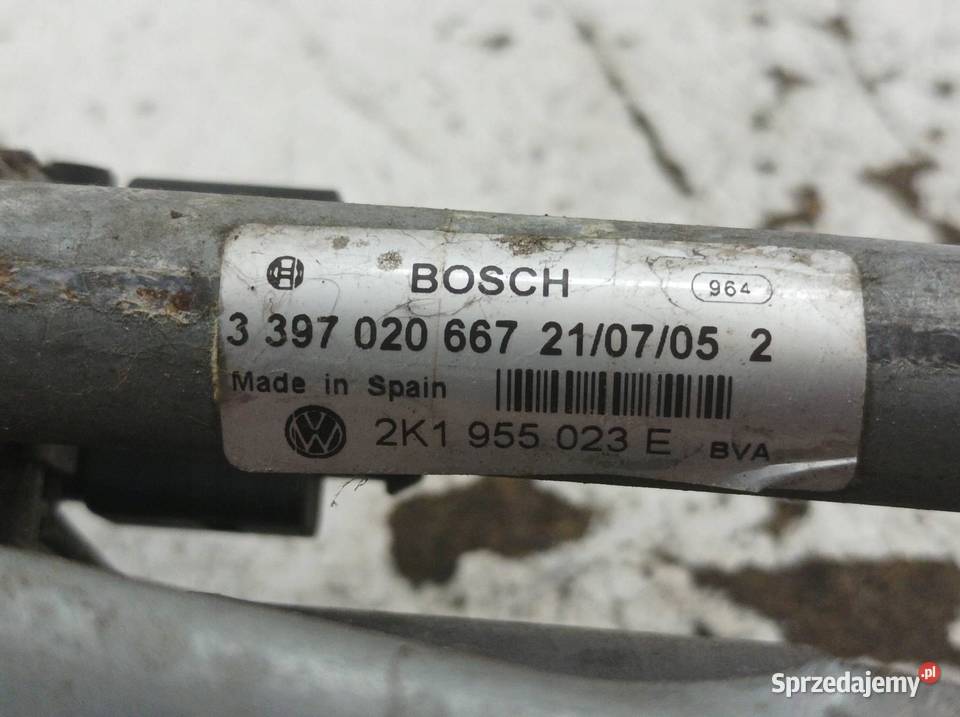 BOSCH 964
3 397 020 667 21/07/05 2
Made in Spain
2K1 955 023 E BVA
Sprzedajemy.pl